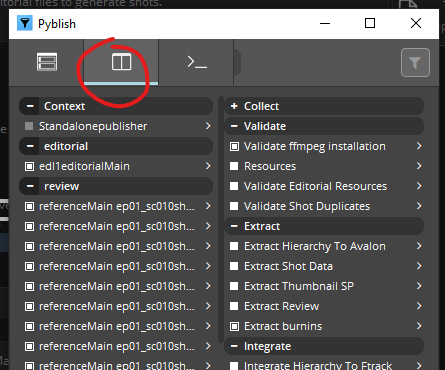 itorial files to generate shots.
Pyblish
Context
Standalonepublisher
editorial
edl1editorialMain
review
referenceMain ep01_sc010sh...
referenceMain ep01_sc010sh...
referenceMain ep01_sc010sh...
referenceMain ep01_sc010sh...
referenceMain ep01_sc010sh...
referenceMain ep01_sc010sh...
referenceMain ep01_sc010sh...
referenceMain ep01_sc010sh...
referenceMain ep01_sc010sh...
Collect
Validate
Validate ffmpeg installation
Resources
Validate Editorial Resources
Validate Shot Duplicates
Extract
Extract Hierarchy To Avalon
Extract Shot Data
Extract Thumbnail SP
Extract Review
Extract burnins
Integrate
Integrate Hierarchy To Ftrack